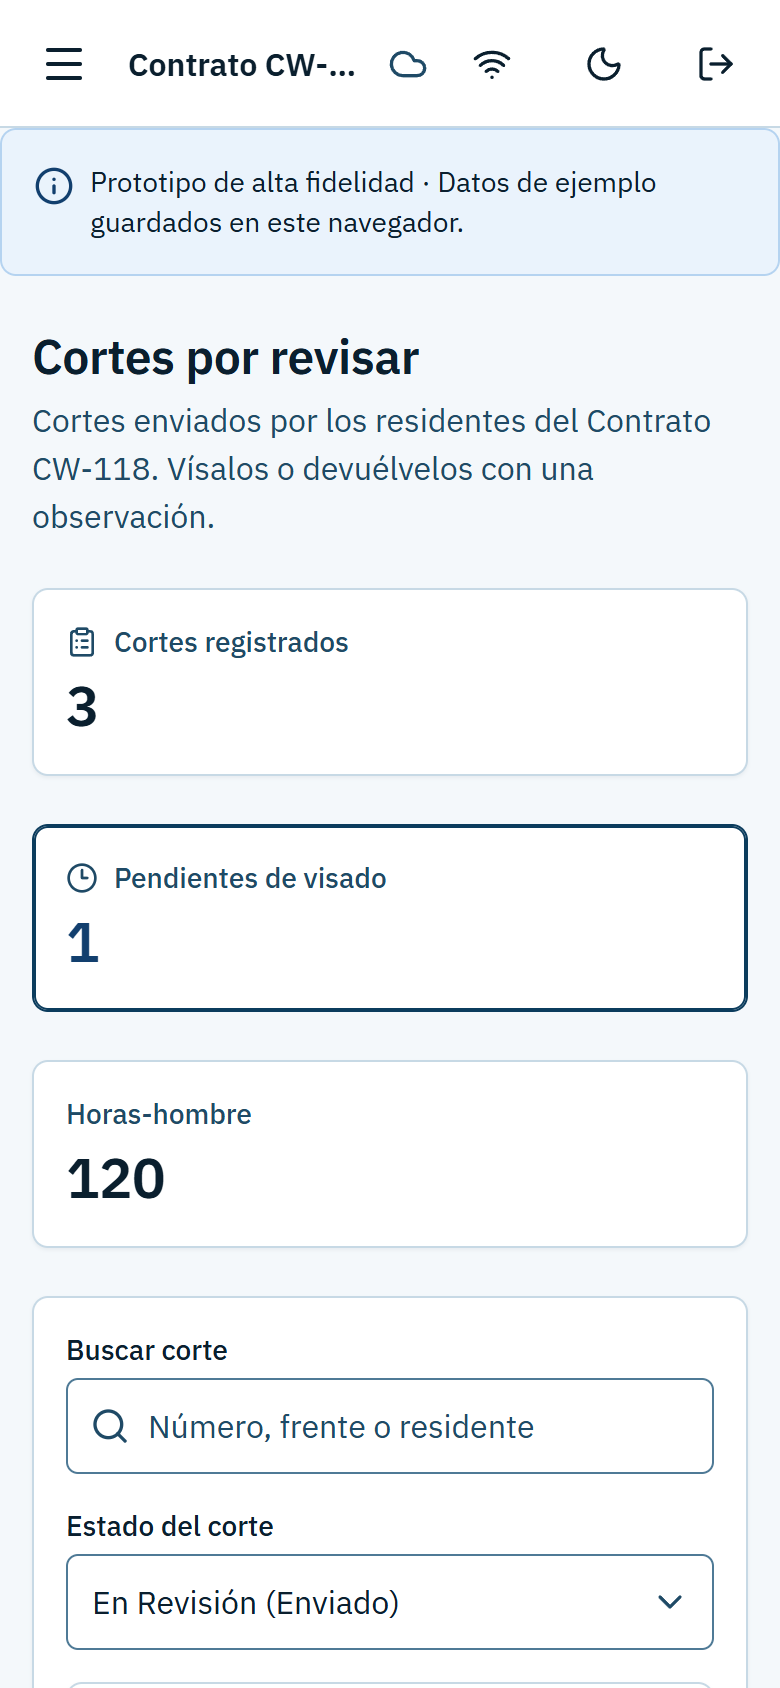 Contrato CW-...
Prototipo de alta fidelidad · Datos de ejemplo
guardados en este navegador.
Cortes por revisar
Cortes enviados por los residentes del Contrato
CW-118. Vísalos o devuélvelos con una
observación.
Cortes registrados
3
Pendientes de visado
1
Horas-hombre
120
Buscar corte
Número, frente o residente
Estado del corte
En Revisión (Enviado)